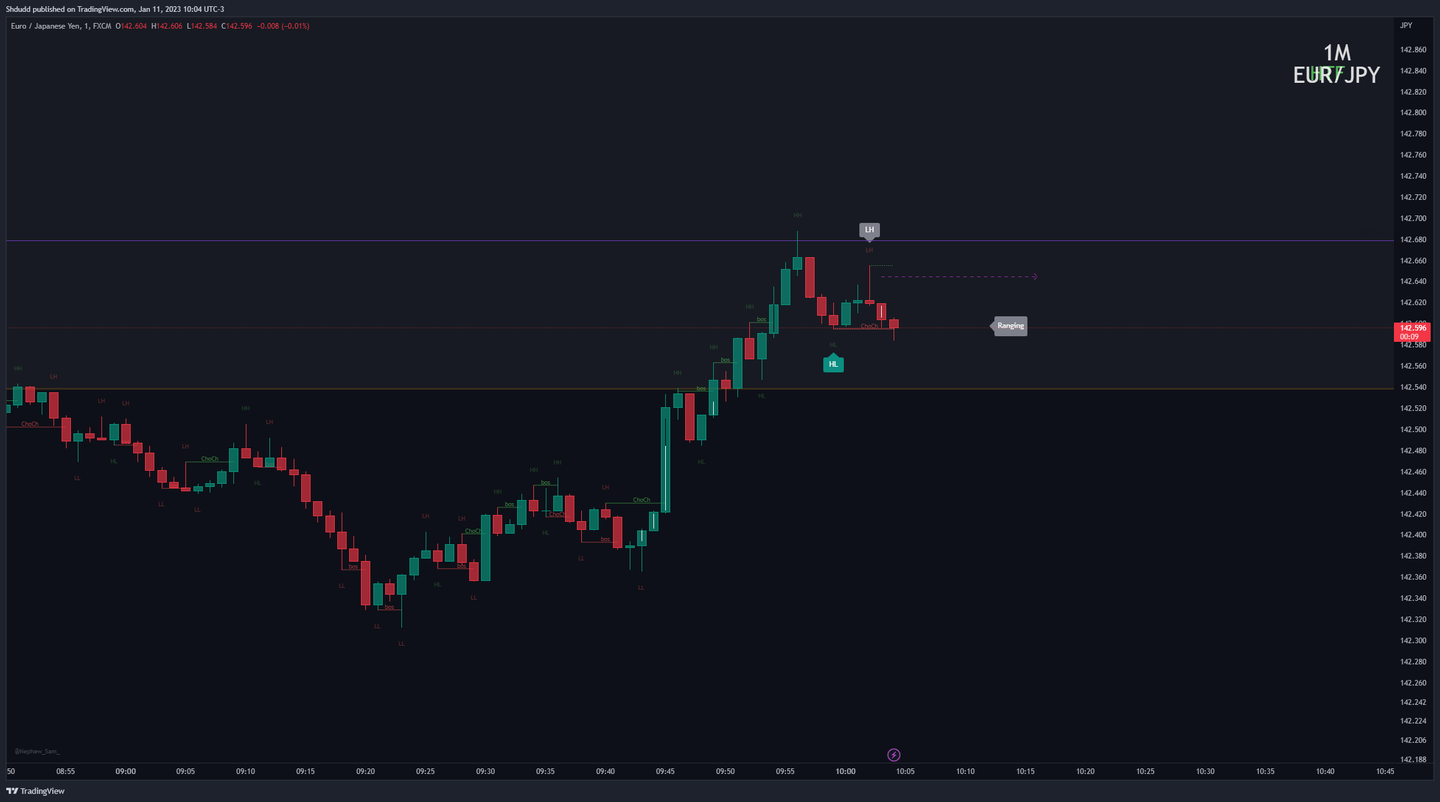 Shdudd published on TradingView.com, Jan 11, 2023 10:04 UTC-3
Euro / Japanese Yen, 1, FXCM O142.604 H142.606 L142.584 C142.596 −0.008 (−0.01%)
JPY
1M
HTF
EUR/JPY
142.860
142.840
142.820
142.800
142.780
142.760
142.740
142.720
142.700
142.680
142.660
142.640
142.620
142.596
00:09
142.580
142.560
142.540
142.520
142.500
142.480
142.460
142.440
142.420
142.400
142.380
142.360
142.340
142.320
142.300
142.280
142.260
142.242
142.224
142.206
142.188
HH
LH
LH
HH
bos
ChoCh
Ranging
HL
HL
HH
bos
HL
HH
bos
HH
bos
HL
HH
LH
ChoCh
LH
LH
HL
LL
LH
ChoCh
LL
LL
HH
LH
HL
bos
LL
bos
LL
LL
LH
HL
LH
ChoCh
bos
LL
HH
bos
HH
bos
HH
ChoCh
HL
LH
ChoCh
bos
LL
LL
@Nephew_Sam_
:50 08:55 09:00 09:05 09:10 09:15 09:20 09:25 09:30 09:35 09:40 09:45 09:50 09:55 10:00 10:05 10:10 10:15 10:20 10:25 10:30 10:35 10:40 10:45
TradingView